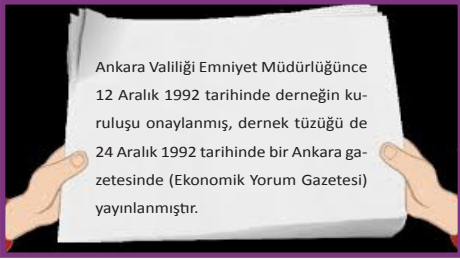 Ankara Valiliği Emniyet Müdürlüğünce
12 Aralık 1992 tarihinde derneğin ku-
ruluşu onaylanmış, dernek tüzüğü de
24 Aralık 1992 tarihinde bir Ankara ga-
zetesinde (Ekonomik Yorum Gazetesi)
yayınlanmıştır.